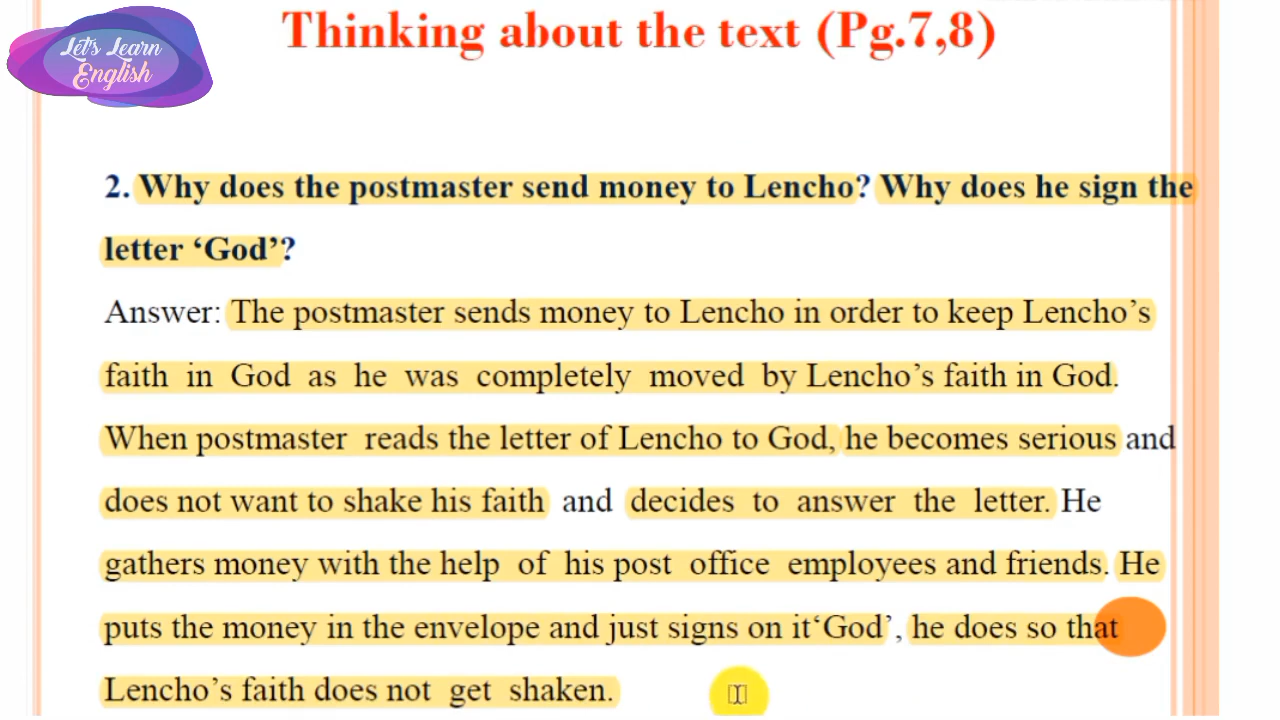 Thinking about the text (Pg.7,8)
Let's Learn
English
2. Why does the postmaster send money to Lencho? Why does he sign the
letter ‘God’?
Answer: The postmaster sends money to Lencho in order to keep Lencho’s
faith in God as he was completely moved by Lencho’s faith in God.
When postmaster reads the letter of Lencho to God, he becomes serious and
does not want to shake his faith and decides to answer the letter. He
gathers money with the help of his post office employees and friends. He
puts the money in the envelope and just signs on it‘God’, he does so that
Lencho’s faith does not get shaken.